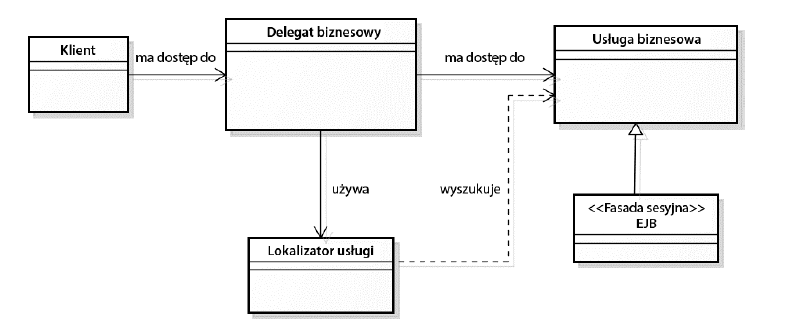 Klient
ma dostęp do
Delegat biznesowy
ma dostęp do
Usługa biznesowa
używa
wyszukuje
<<Fasada sesyjna>>
EJB
Lokalizator usługi